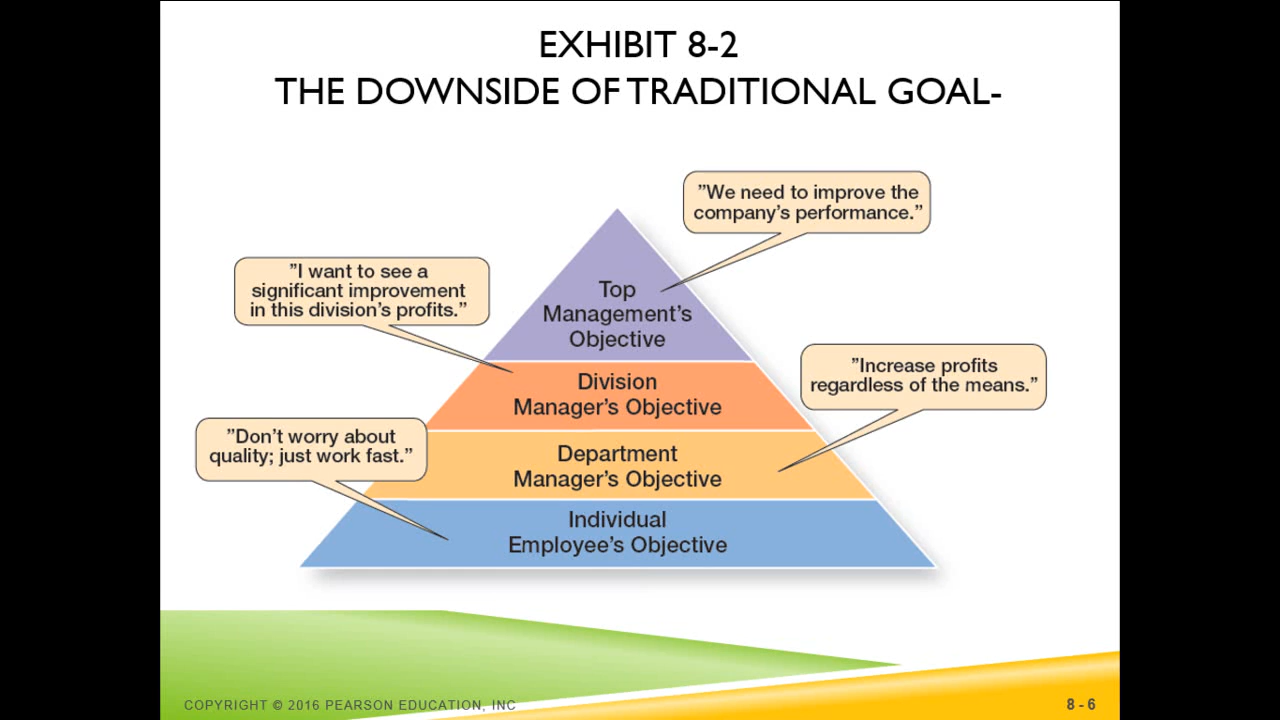 EXHIBIT 8-2
THE DOWNSIDE OF TRADITIONAL GOAL-
”We need to improve the
company’s performance.”
”I want to see a
significant improvement
in this division’s profits.”
Top
Management’s
Objective
”Increase profits
regardless of the means.”
Division
Manager’s Objective
”Don’t worry about
quality; just work fast.”
Department
Manager’s Objective
Individual
Employee’s Objective
COPYRIGHT © 2016 PEARSON EDUCATION, INC
8 - 6